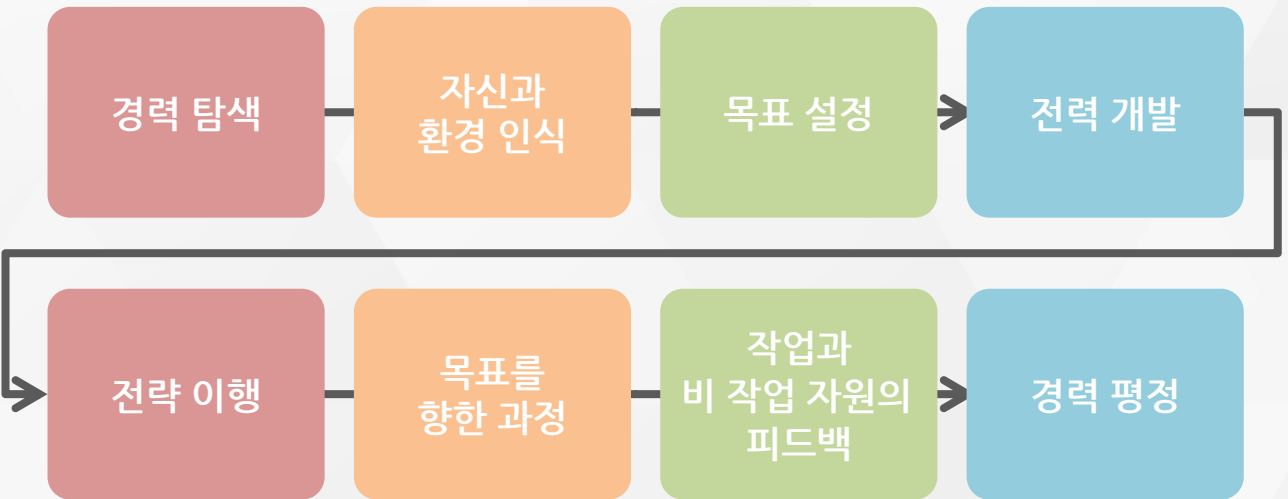 경력 탐색
자신과
환경 인식
목표 설정
전력 개발
전략 이행
목표를
향한 과정
작업과
비 작업 자원의
피드백
경력 평정